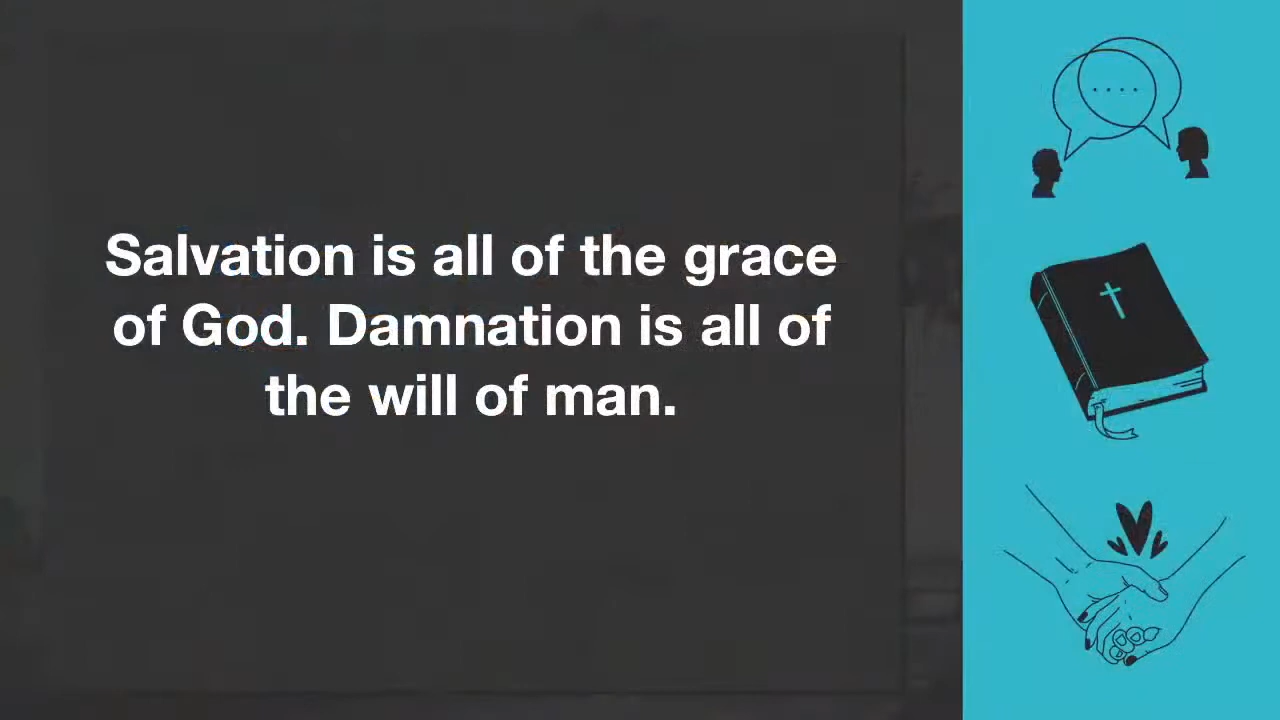 Salvation is all of the grace
of God. Damnation is all of
the will of man.